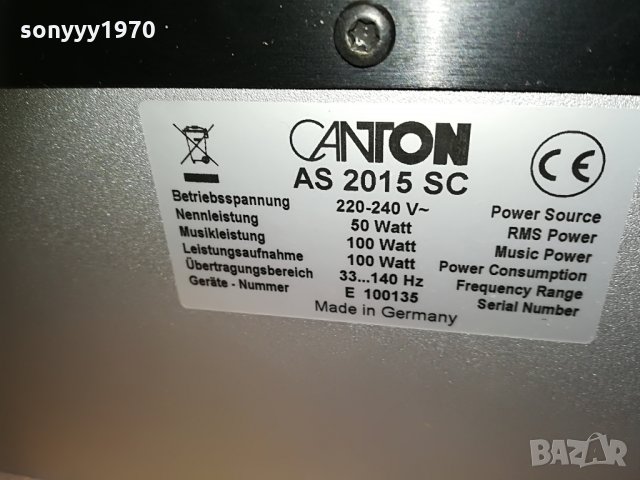 sonyyy1970
CANTON
AS 2015 SC
CE
Betriebsspannung 220-240 V~ Power Source
Nennleistung 50 Watt RMS Power
Musikleistung 100 Watt Music Power
Leistungsaufnahme 100 Watt Power Consumption
Übertragungsbereich 33...140 Hz Frequency Range
Geräte - Nummer E 100135 Serial Number
Made in Germany
BAZAR